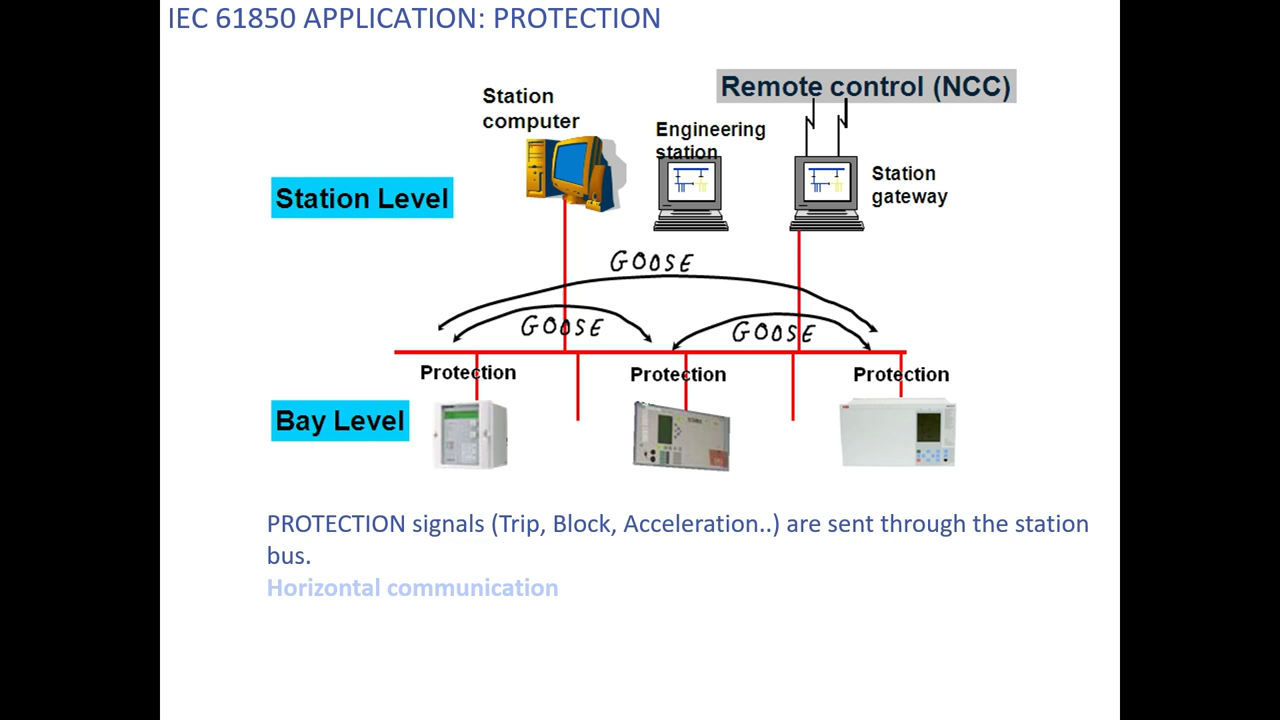 IEC 61850 APPLICATION: PROTECTION
Remote control (NCC)
Station
computer
Engineering
station
Station
gateway
Station Level
GOOSE
GOOSE
GOOSE
Protection
Protection
Protection
Bay Level
PROTECTION signals (Trip, Block, Acceleration..) are sent through the station
bus.
Horizontal communication